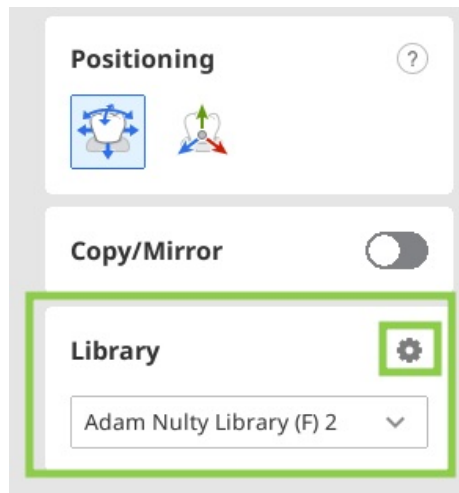 Positioning
?
Copy/Mirror
Library
Adam Nulty Library (F) 2